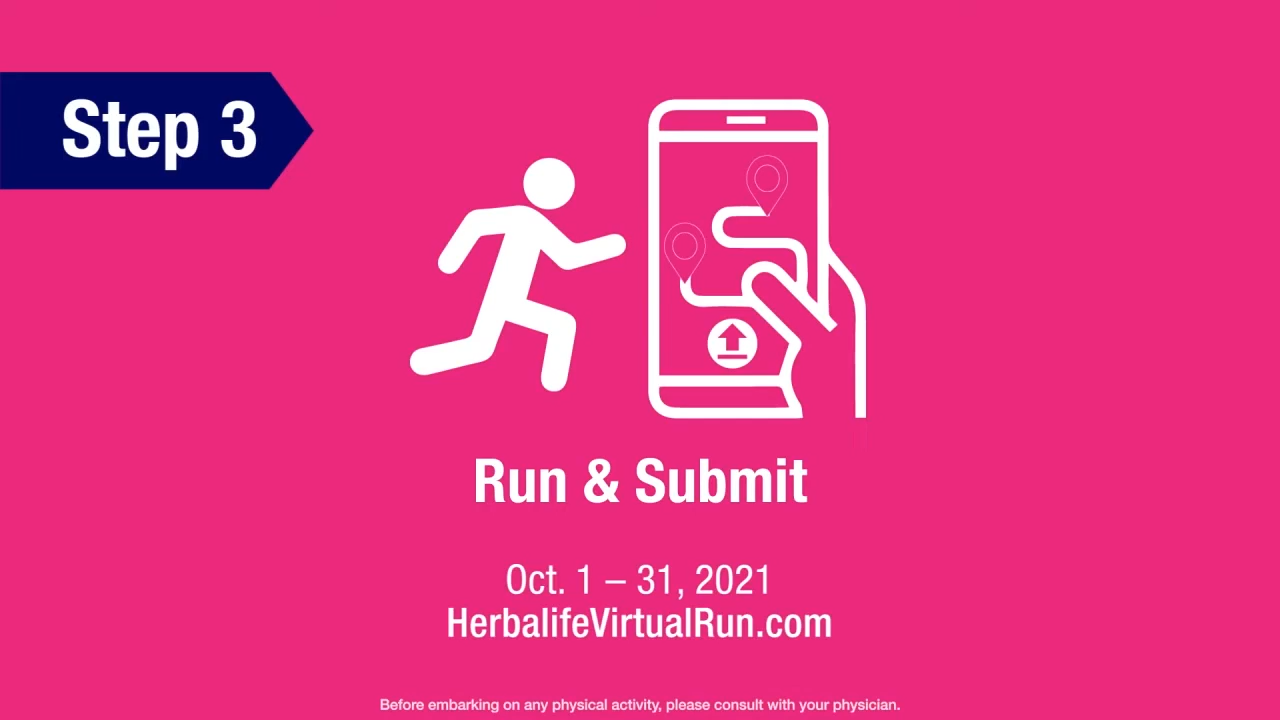 Step 3
Run & Submit
Oct. 1 – 31, 2021
HerbalifeVirtualRun.com
Before embarking on any physical activity, please consult with your physician.